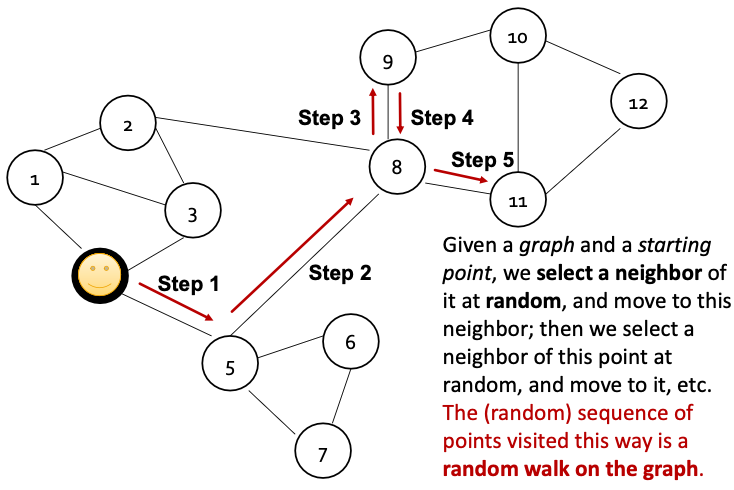 10
9
12
Step 3
Step 4
2
Step 5
8
1
3
11
Given a graph and a starting
point, we select a neighbor of
it at random, and move to this
neighbor; then we select a
neighbor of this point at
random, and move to it, etc.
The (random) sequence of
points visited this way is a
random walk on the graph.
Step 1
Step 2
6
5
7